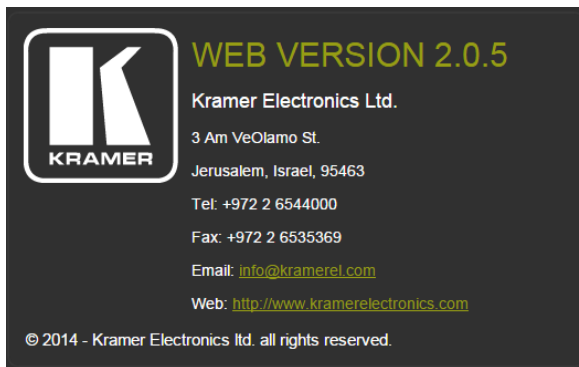 KRAMER
WEB VERSION 2.0.5
Kramer Electronics Ltd.
3 Am VeOlamo St.
Jerusalem, Israel, 95463
Tel: +972 2 6544000
Fax: +972 2 6535369
Email: info@kramerel.com
Web: http://www.kramerelectronics.com
© 2014 - Kramer Electronics ltd. all rights reserved.